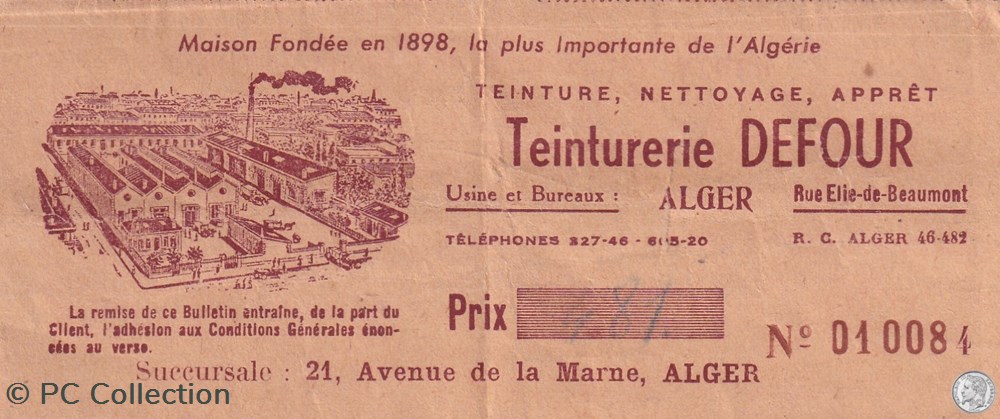 Maison Fondée en 1898, la plus Importante de l'Algérie
TEINTURE, NETTOYAGE, APPRÊT
Teinturerie DEFOUR
Usine et Bureaux : ALGER Rue Elie-de-Beaumont
TÉLÉPHONES 327-46 - 605-20 R. C. ALGER 46-482
La remise de ce Bulletin entraîne, de la part du
Client, l'adhésion aux Conditions Générales énon-
cées au verso.
Prix 481.
Nº 010084
Succursale : 21, Avenue de la Marne, ALGER
© PC Collection